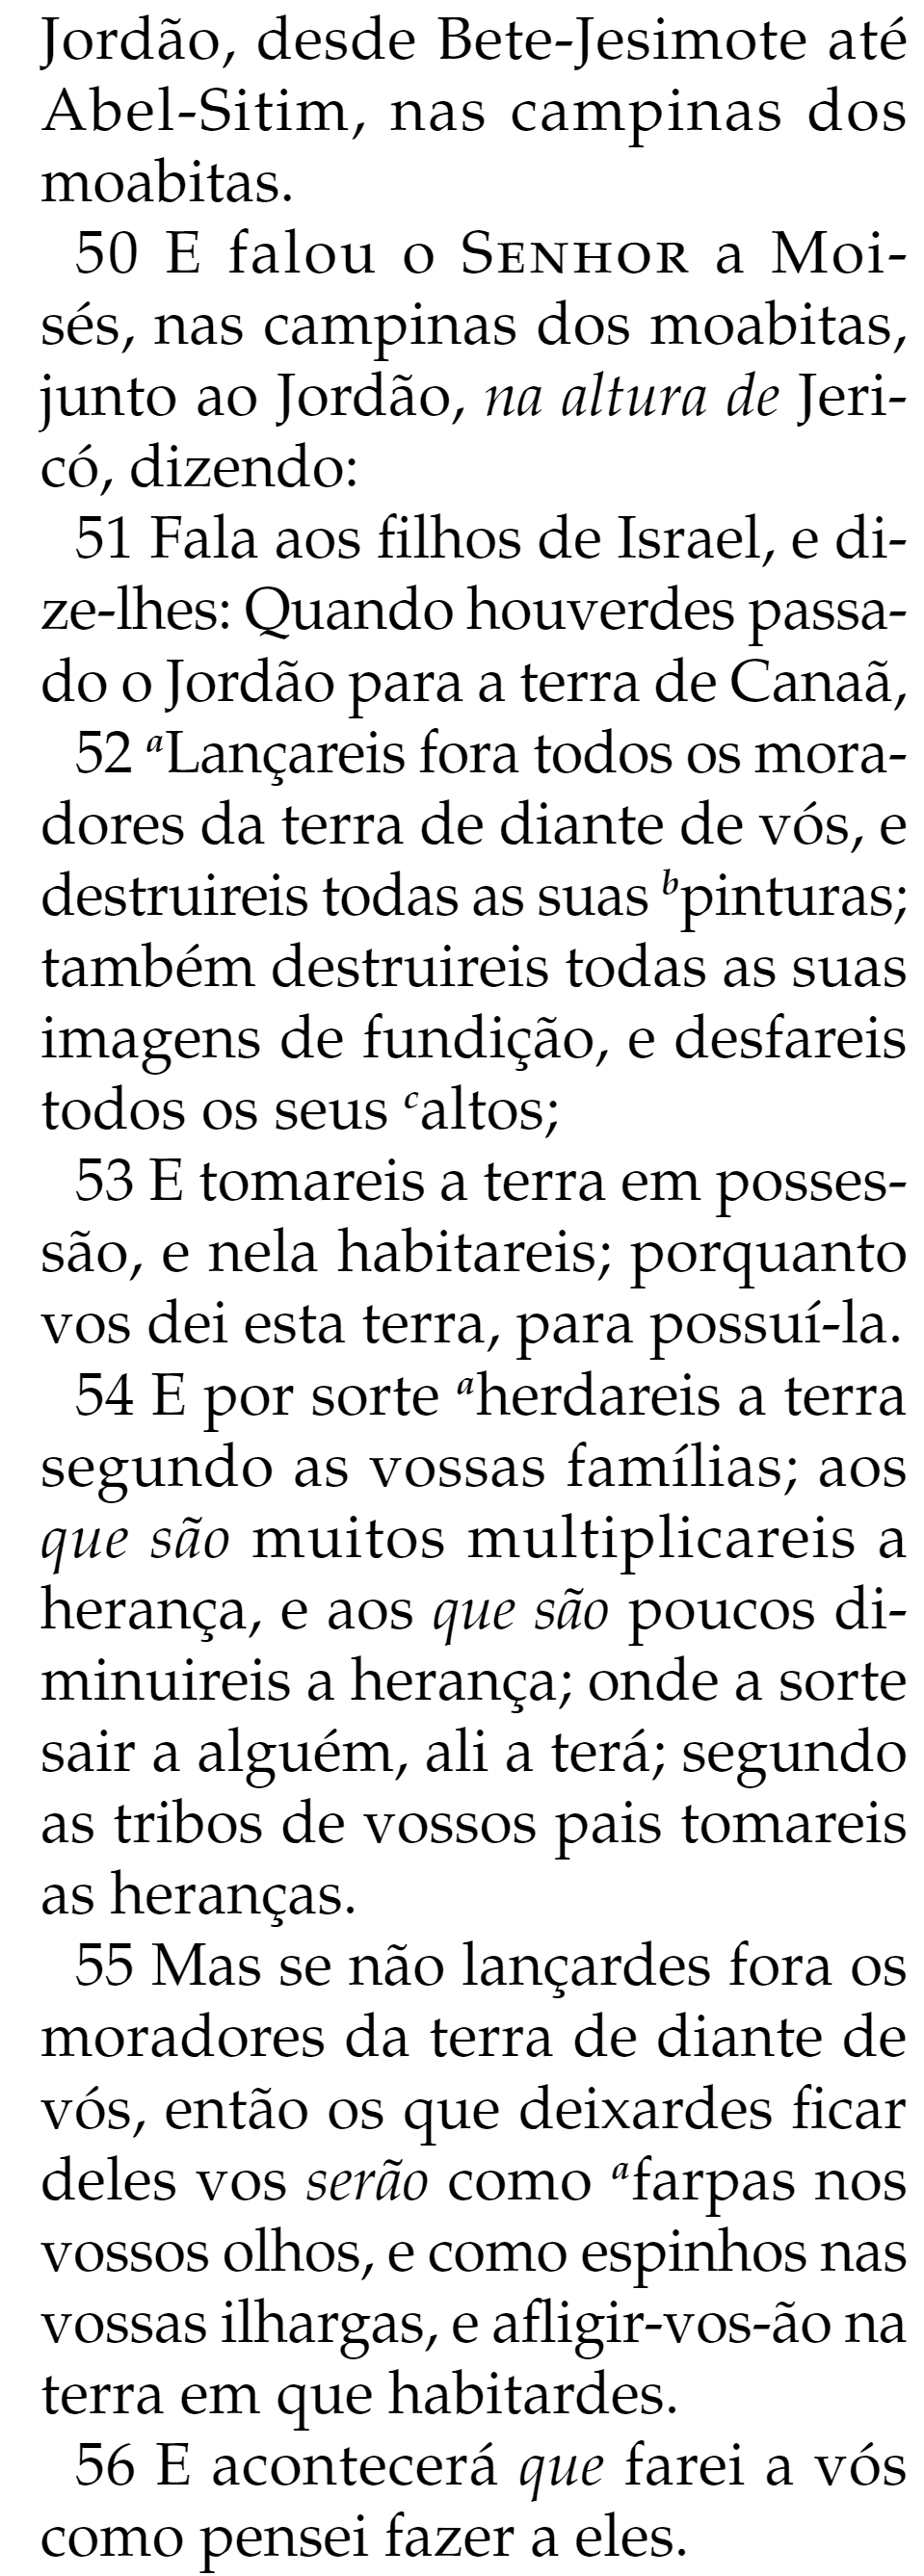 Jordão, desde Bete-Jesimote até
Abel-Sitim, nas campinas dos
moabitas.
50 E falou o SENHOR a Moi-
sés, nas campinas dos moabitas,
junto ao Jordão, na altura de Jeri-
có, dizendo:
51 Fala aos filhos de Israel, e di-
ze-lhes: Quando houverdes passa-
do o Jordão para a terra de Canaã,
52 aLançareis fora todos os mora-
dores da terra de diante de vós, e
destruireis todas as suas bpinturas;
também destruireis todas as suas
imagens de fundição, e desfareis
todos os seus caltos;
53 E tomareis a terra em posses-
são, e nela habitareis; porquanto
vos dei esta terra, para possuí-la.
54 E por sorte aherdareis a terra
segundo as vossas famílias; aos
que são muitos multiplicareis a
herança, e aos que são poucos di-
minuireis a herança; onde a sorte
sair a alguém, ali a terá; segundo
as tribos de vossos pais tomareis
as heranças.
55 Mas se não lançardes fora os
moradores da terra de diante de
vós, então os que deixardes ficar
deles vos serão como afarpas nos
vossos olhos, e como espinhos nas
vossas ilhargas, e afligir-vos-ão na
terra em que habitardes.
56 E acontecerá que farei a vós
como pensei fazer a eles.